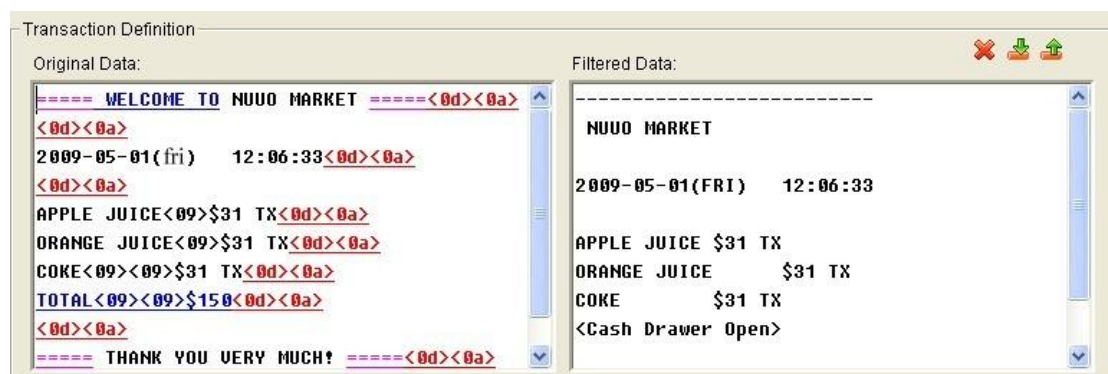 Transaction Definition
Original Data:
===== WELCOME TO NUUO MARKET =====<0d><0a>
<0d><0a>
2009-05-01(fri) 12:06:33<0d><0a>
<0d><0a>
APPLE JUICE<09>$31 TX<0d><0a>
ORANGE JUICE<09>$31 TX<0d><0a>
COKE<09><09>$31 TX<0d><0a>
TOTAL<09><09>$150<0d><0a>
<0d><0a>
===== THANK YOU VERY MUCH! =====<0d><0a>
Filtered Data:
--------------------------
NUUO MARKET
2009-05-01(FRI) 12:06:33
APPLE JUICE $31 TX
ORANGE JUICE $31 TX
COKE $31 TX
<Cash Drawer Open>